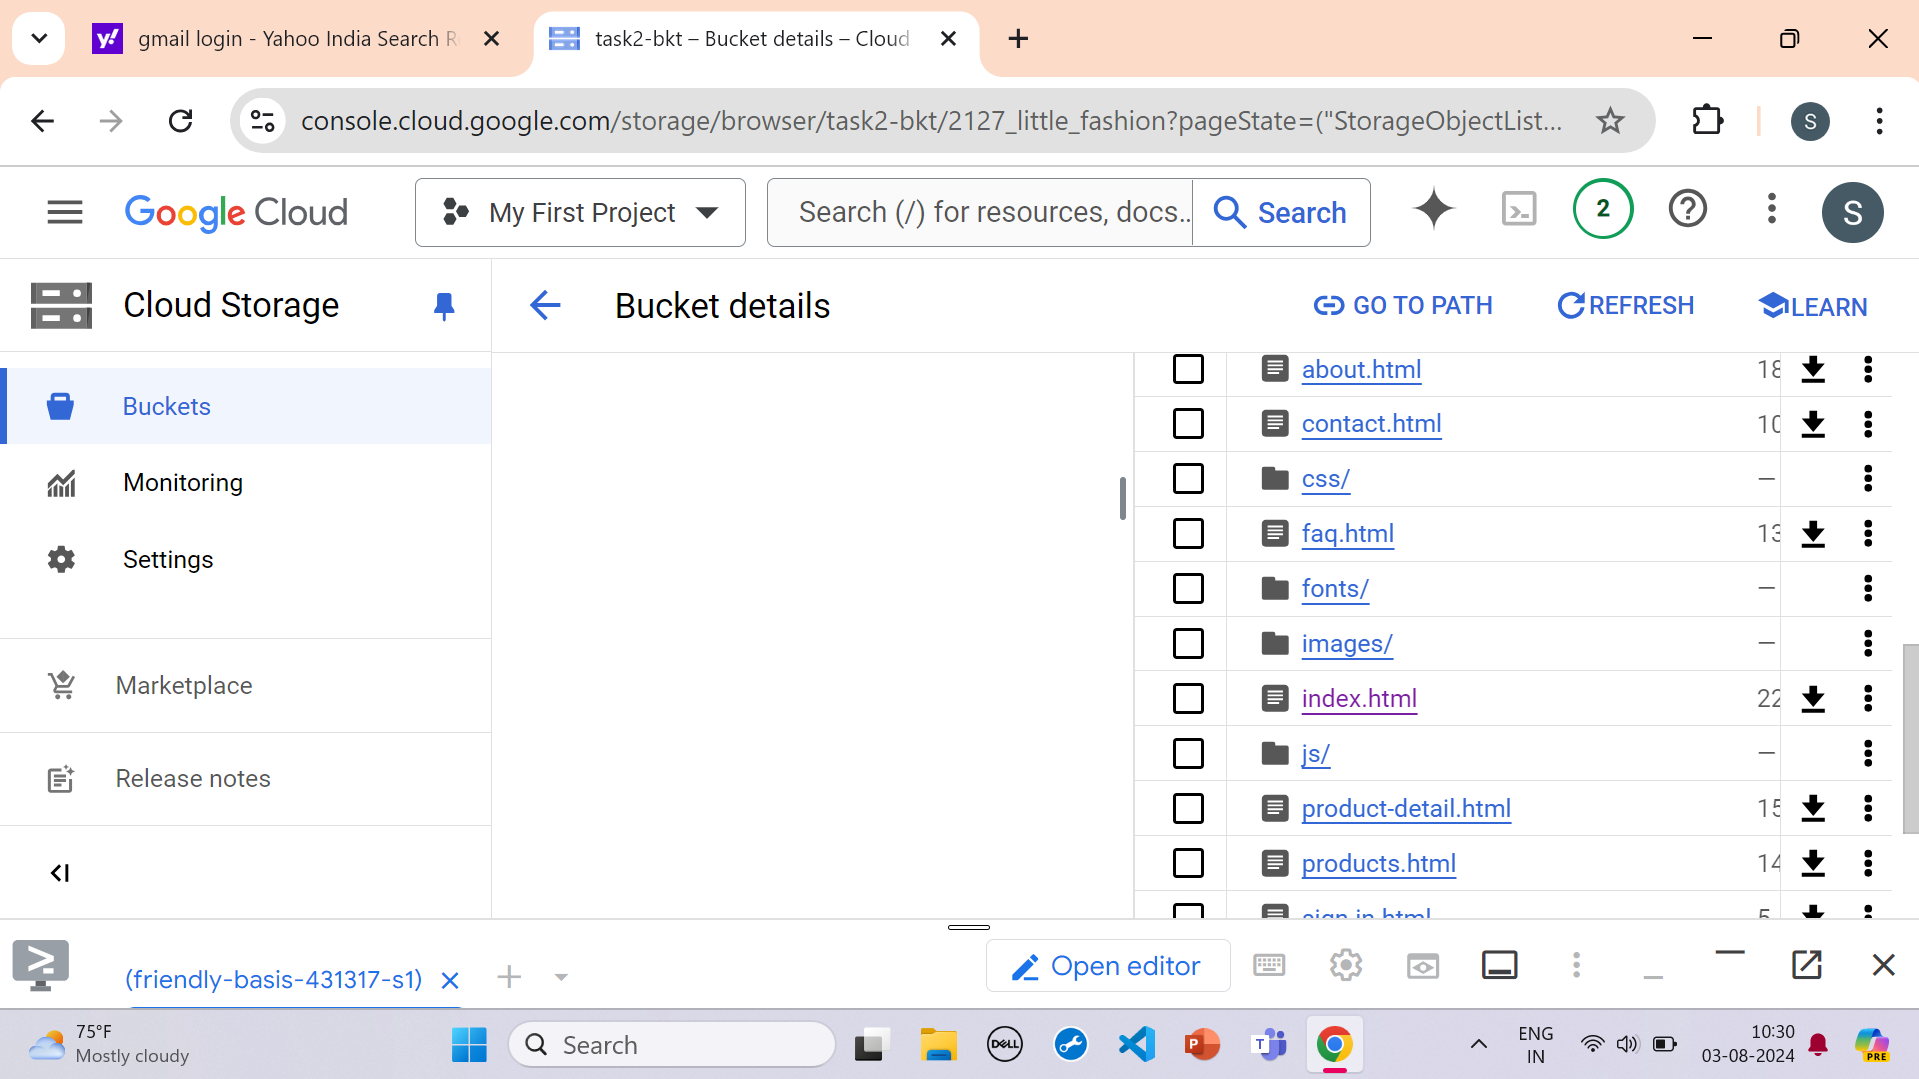 gmail login - Yahoo India Search R
task2-bkt – Bucket details – Cloud
console.cloud.google.com/storage/browser/task2-bkt/2127_little_fashion?pageState=("StorageObjectList...
S
Google Cloud
My First Project
Search (/) for resources, docs...
Search
2
S
Cloud Storage
Bucket details
GO TO PATH
REFRESH
LEARN
Buckets
Monitoring
Settings
Marketplace
Release notes
about.html 18
contact.html 10
css/ —
faq.html 13
fonts/ —
images/ —
index.html 22
js/ —
product-detail.html 15
products.html 14
sign in.html 5
(friendly-basis-431317-s1)
Open editor
75°F
Mostly cloudy
Search
DELL
ENG
IN
10:30
03-08-2024
PRE